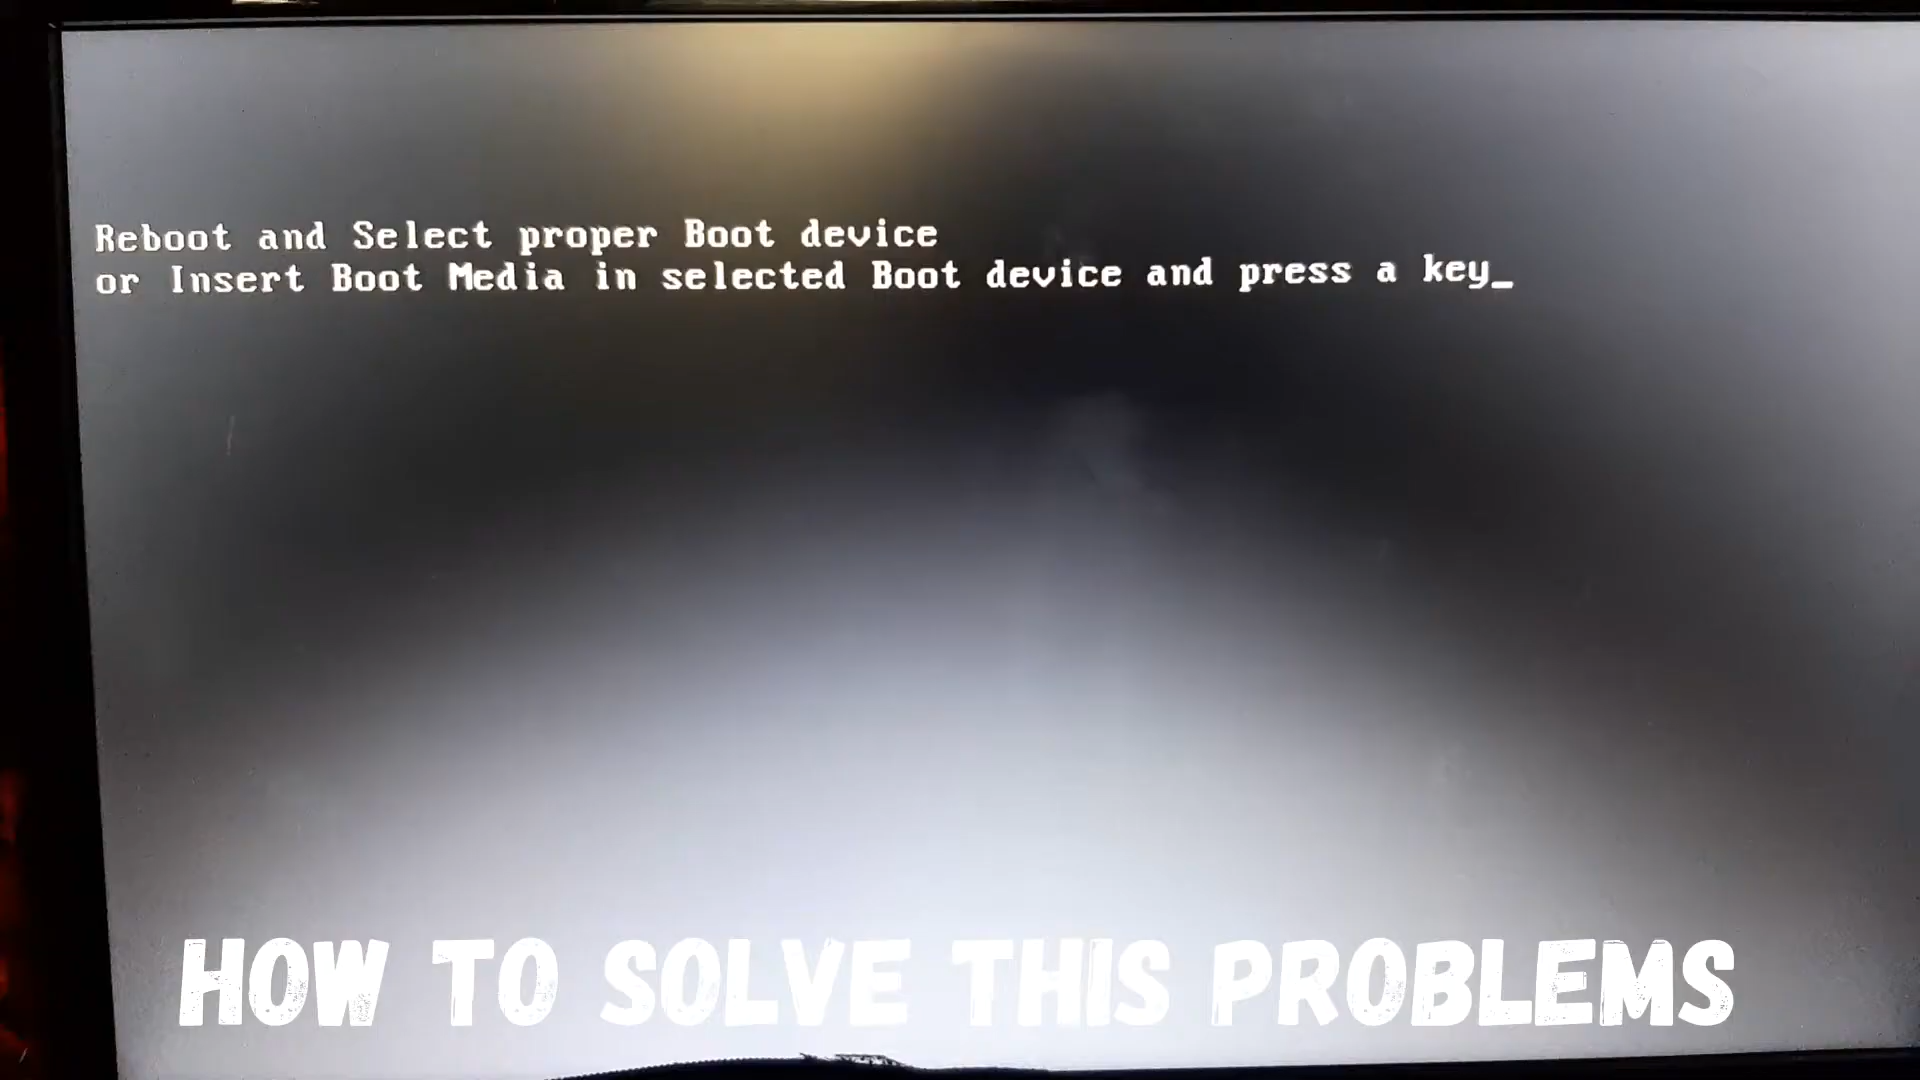 Reboot and Select proper Boot device
or Insert Boot Media in selected Boot device and press a key_
HOW TO SOLVE THIS PROBLEMS